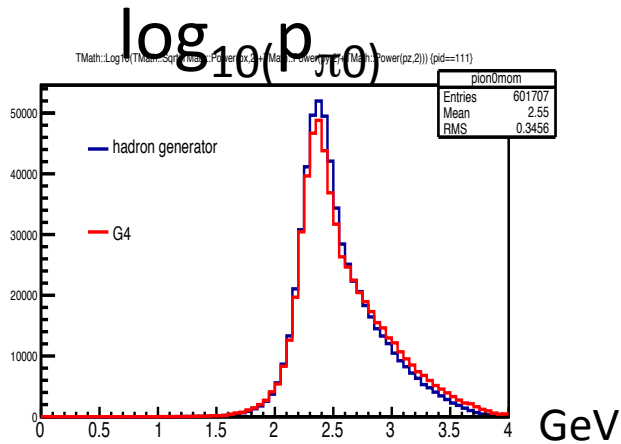 log10(pπ0)
TMath::Log10(TMath::Sqrt(TMath::Power(px,2)+TMath::Power(py,2)+TMath::Power(pz,2))) {pid==111}
pion0mom
Entries 601707
Mean 2.55
RMS 0.3456
hadron generator
G4
50000
40000
30000
20000
10000
0
0 0.5 1 1.5 2 2.5 3 3.5 4
GeV